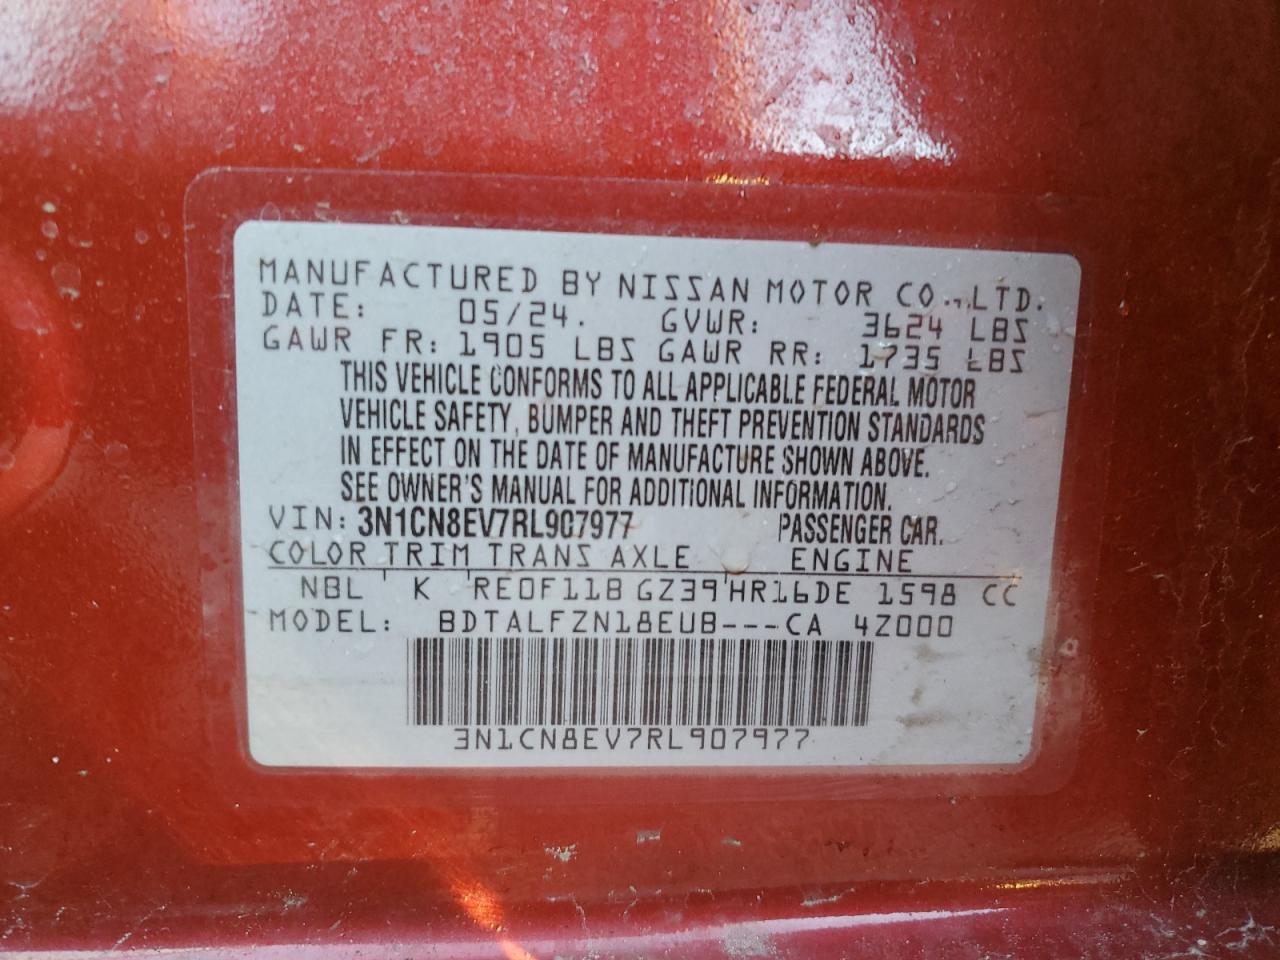 MANUFACTURED BY NISSAN MOTOR CO.,LTD.
DATE: 05/24. GVWR: 3624 LBS
GAWR FR: 1905 LBS GAWR RR: 1735 LBS
THIS VEHICLE CONFORMS TO ALL APPLICABLE FEDERAL MOTOR
VEHICLE SAFETY, BUMPER AND THEFT PREVENTION STANDARDS
IN EFFECT ON THE DATE OF MANUFACTURE SHOWN ABOVE.
SEE OWNER'S MANUAL FOR ADDITIONAL INFORMATION.
VIN: 3N1CN8EV7RL907977 PASSENGER CAR.
COLOR TRIM TRANS AXLE ENGINE
NBL K RE0F11B GZ39 HR16DE 1598 CC
MODEL: BDTALFZN18EUB---CA 4Z000
3N1CN8EV7RL907977